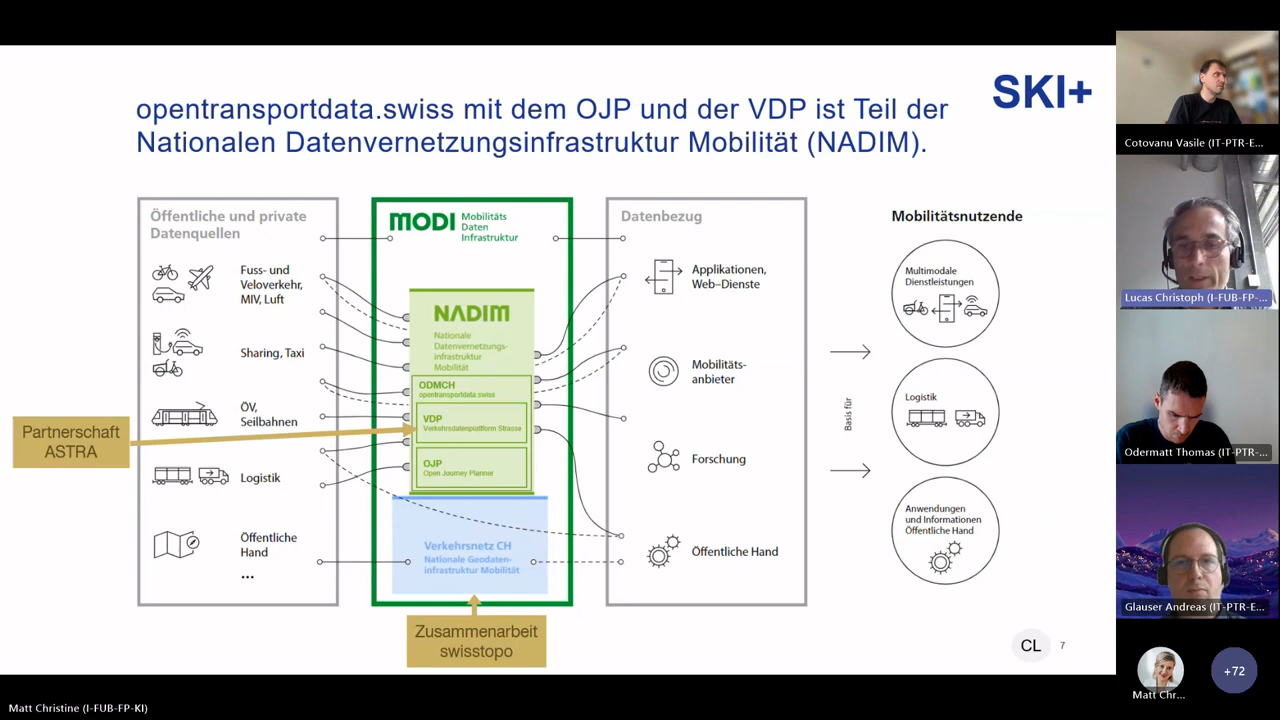 SKI+
opentransportdata.swiss mit dem OJP und der VDP ist Teil der
Nationalen Datenvernetzungsinfrastruktur Mobilität (NADIM).
Öffentliche und private
Datenquellen
Fuss- und
Veloverkehr,
MIV, Luft
Sharing, Taxi
ÖV,
Seilbahnen
Logistik
Öffentliche
Hand
...
Partnerschaft
ASTRA
MODI
Mobilitäts
Daten
Infrastruktur
NADIM
Nationale
Datenvernetzungs-
infrastruktur
Mobilität
ODMCH
opentransportdata.swiss
VDP
Verkehrsdatenplattform Strasse
OJP
Open Journey Planner
Verkehrsnetz CH
Nationale Geodaten-
infrastruktur Mobilität
Zusammenarbeit
swisstopo
Datenbezug
Applikationen,
Web–Dienste
Mobilitäts-
anbieter
Forschung
Öffentliche Hand
Basis für
Mobilitätsnutzende
Multimodale
Dienstleistungen
Logistik
Anwendungen
und Informationen
Öffentliche Hand
CL
7
Cotovanu Vasile (IT-PTR-E...
Lucas Christoph (I-FUB-FP-...
Odermatt Thomas (IT-PTR-...
Glauser Andreas (IT-PTR-E...
Matt Chr...
+72
Matt Christine (I-FUB-FP-KI)